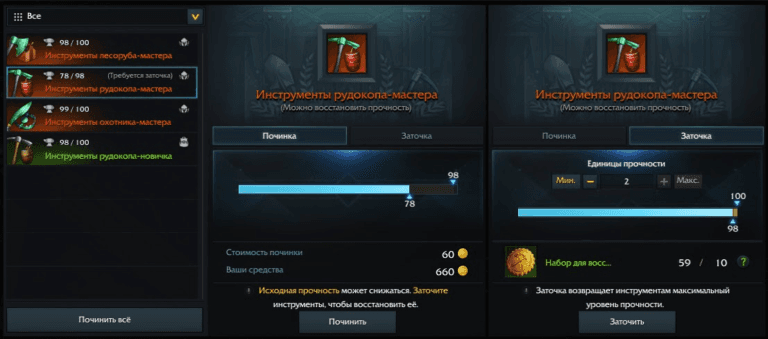 Все
98 / 100
Инструменты лесоруба-мастера
78 / 98 (Требуется заточка)
Инструменты рудокопа-мастера
99 / 100
Инструменты охотника-мастера
98 / 100
Инструменты рудокопа-новичка
Починить всё
Инструменты рудокопа-мастера
(Можно восстановить прочность)
Починка Заточка
98
78
Стоимость починки 60
Ваши средства 660
! Исходная прочность может снижаться. Заточите
инструменты, чтобы восстановить её.
Починить
Инструменты рудокопа-мастера
(Можно восстановить прочность)
Починка Заточка
Единицы прочности
Мин. − 2 + Макс.
100
98
Набор для восс... 59 / 10 ?
! Заточка возвращает инструментам максимальный
уровень прочности.
Заточить